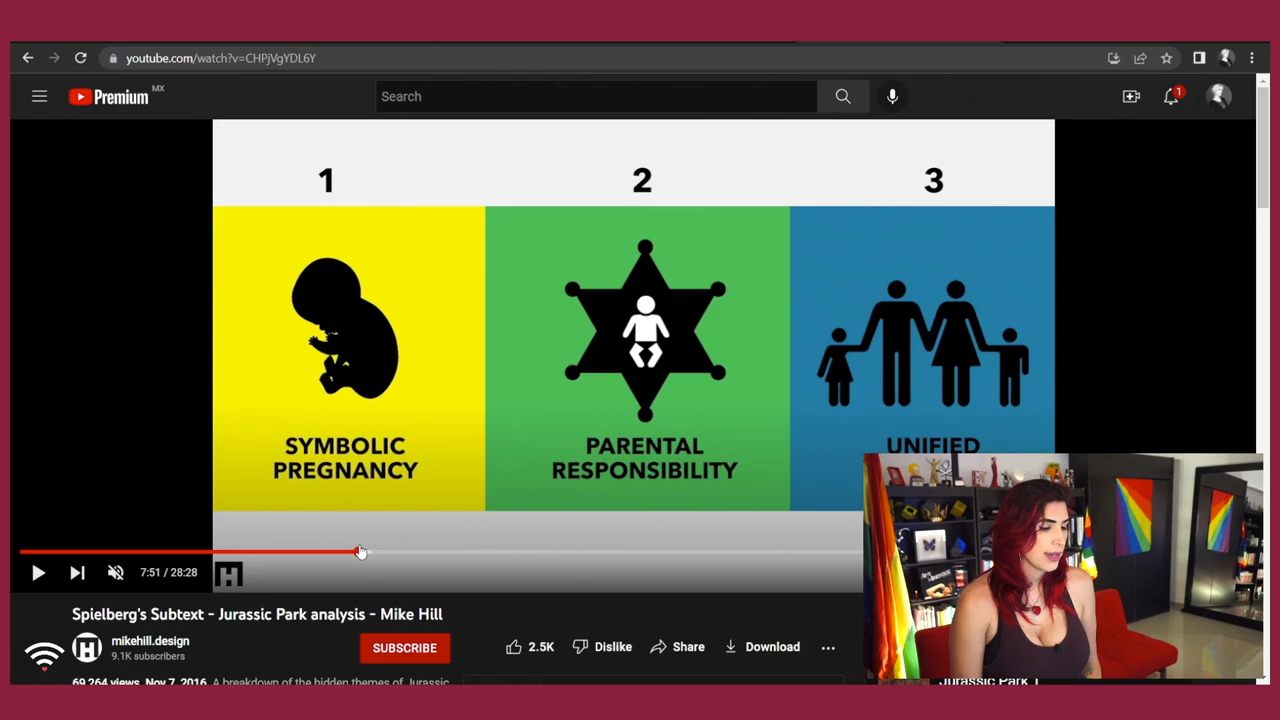 youtube.com/watch?v=CHPjVgYDL6Y
Premium MX
Search
1
1 2 3
SYMBOLIC
PREGNANCY
PARENTAL
RESPONSIBILITY
UNIFIED
7:51 / 28:28
H
Spielberg's Subtext - Jurassic Park analysis - Mike Hill
H
mikehill.design
9.1K subscribers
SUBSCRIBE
2.5K
Dislike
Share
Download
69,264 views Nov 7, 2016 A breakdown of the hidden themes of Jurassic
Jurassic Park 1